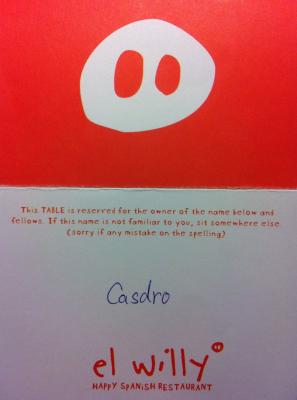 This TABLE is reserved for the owner of the name below and
fellows. If this name is not familiar to you, sit somewhere else.
(sorry if any mistake on the spelling)
Casdro
el willy
HAPPY SPANISH RESTAURANT